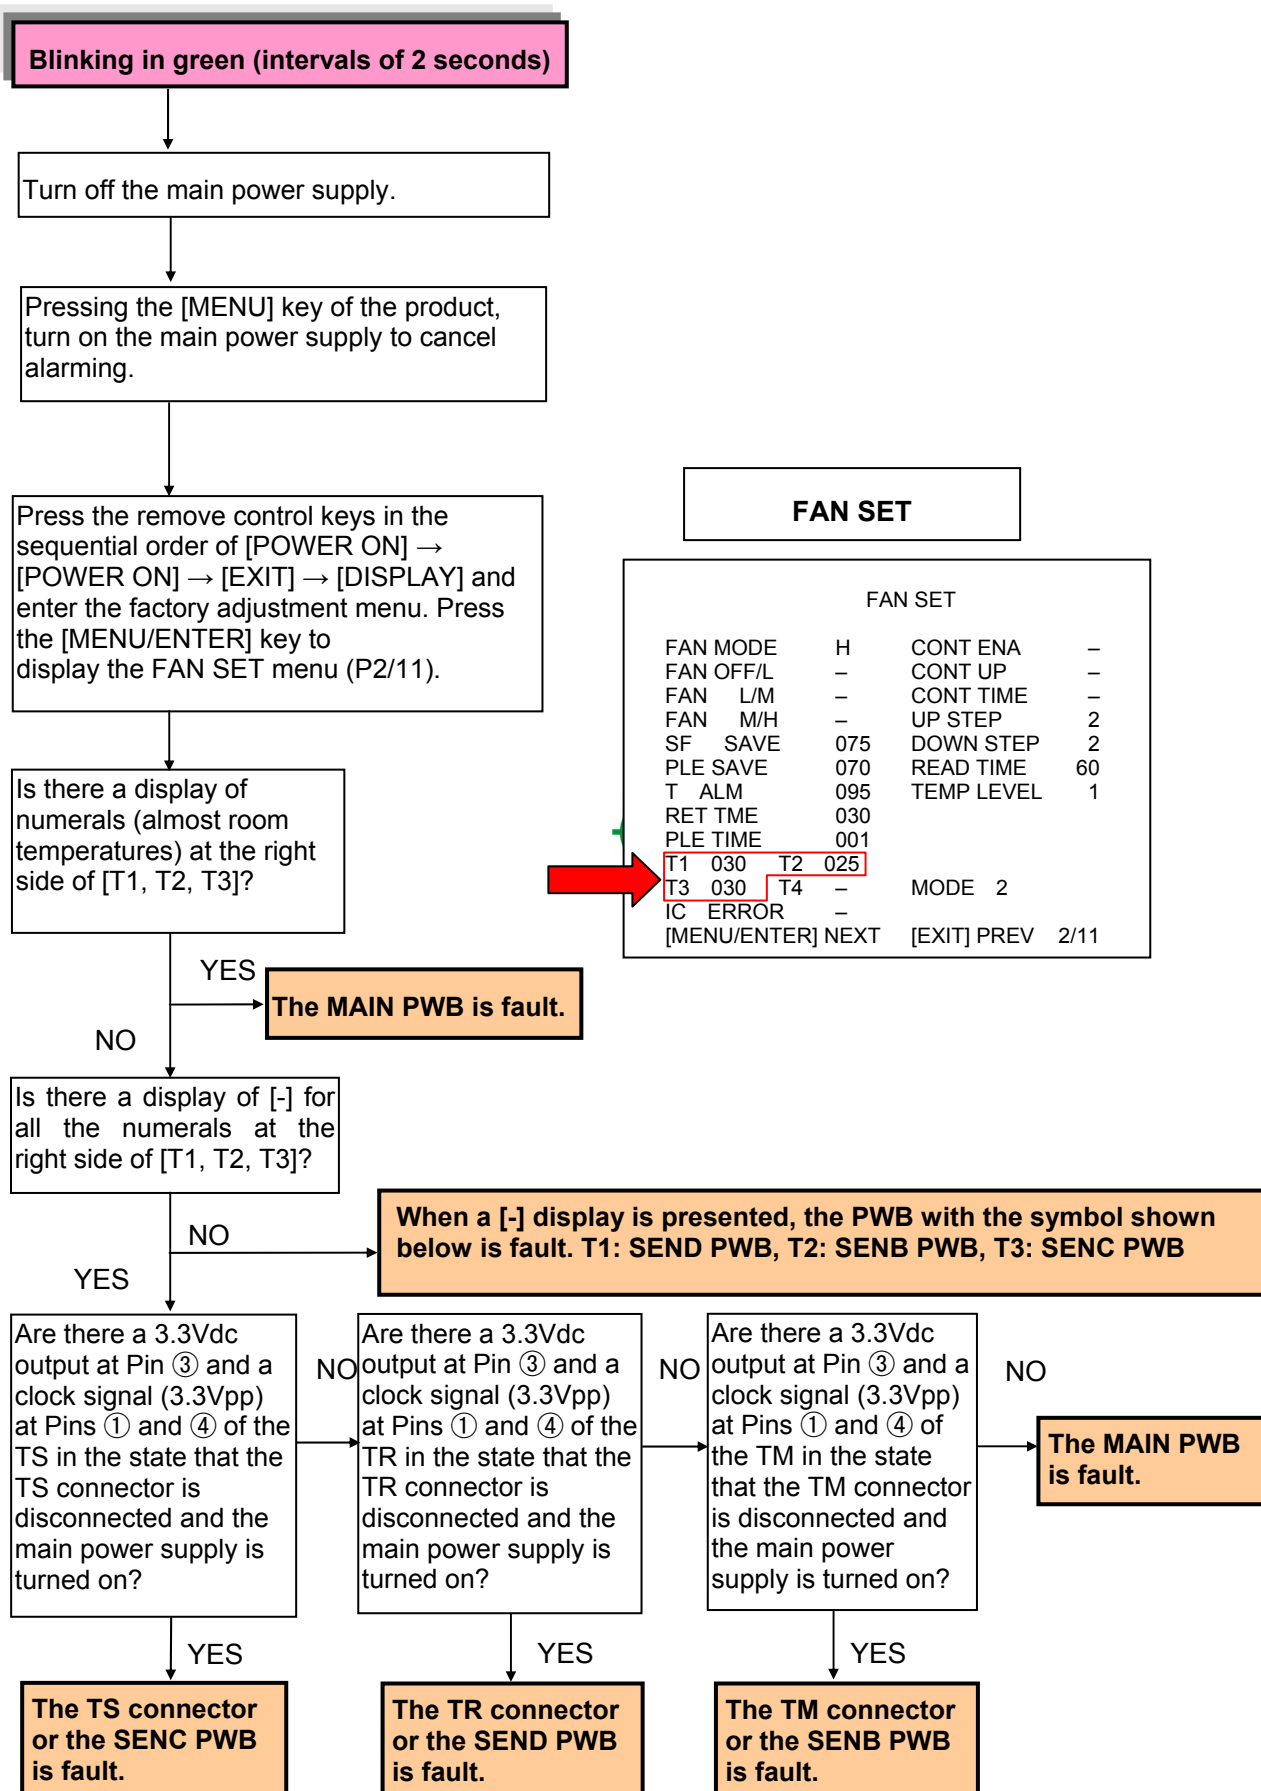 Blinking in green (intervals of 2 seconds)
Turn off the main power supply.
Pressing the [MENU] key of the product,
turn on the main power supply to cancel
alarming.
Press the remove control keys in the
sequential order of [POWER ON] →
[POWER ON] → [EXIT] → [DISPLAY] and
enter the factory adjustment menu. Press
the [MENU/ENTER] key to
display the FAN SET menu (P2/11).
FAN SET
FAN SET
FAN MODE H CONT ENA –
FAN OFF/L – CONT UP –
FAN L/M – CONT TIME –
FAN M/H – UP STEP 2
SF SAVE 075 DOWN STEP 2
PLE SAVE 070 READ TIME 60
T ALM 095 TEMP LEVEL 1
RET TME 030
PLE TIME 001
T1 030 T2 025
T3 030 T4 – MODE 2
IC ERROR –
[MENU/ENTER] NEXT [EXIT] PREV 2/11
Is there a display of
numerals (almost room
temperatures) at the right
side of [T1, T2, T3]?
YES
The MAIN PWB is fault.
NO
Is there a display of [-] for
all the numerals at the
right side of [T1, T2, T3]?
NO
When a [-] display is presented, the PWB with the symbol shown
below is fault. T1: SEND PWB, T2: SENB PWB, T3: SENC PWB
YES
Are there a 3.3Vdc
output at Pin ③ and a
clock signal (3.3Vpp)
at Pins ① and ④ of the
TS in the state that the
TS connector is
disconnected and the
main power supply is
turned on?
NO
Are there a 3.3Vdc
output at Pin ③ and a
clock signal (3.3Vpp)
at Pins ① and ④ of the
TR in the state that the
TR connector is
disconnected and the
main power supply is
turned on?
NO
Are there a 3.3Vdc
output at Pin ③ and a
clock signal (3.3Vpp)
at Pins ① and ④ of
the TM in the state
that the TM connector
is disconnected and
the main power
supply is turned on?
NO
The MAIN PWB
is fault.
YES
The TS connector
or the SENC PWB
is fault.
YES
The TR connector
or the SEND PWB
is fault.
YES
The TM connector
or the SENB PWB
is fault.